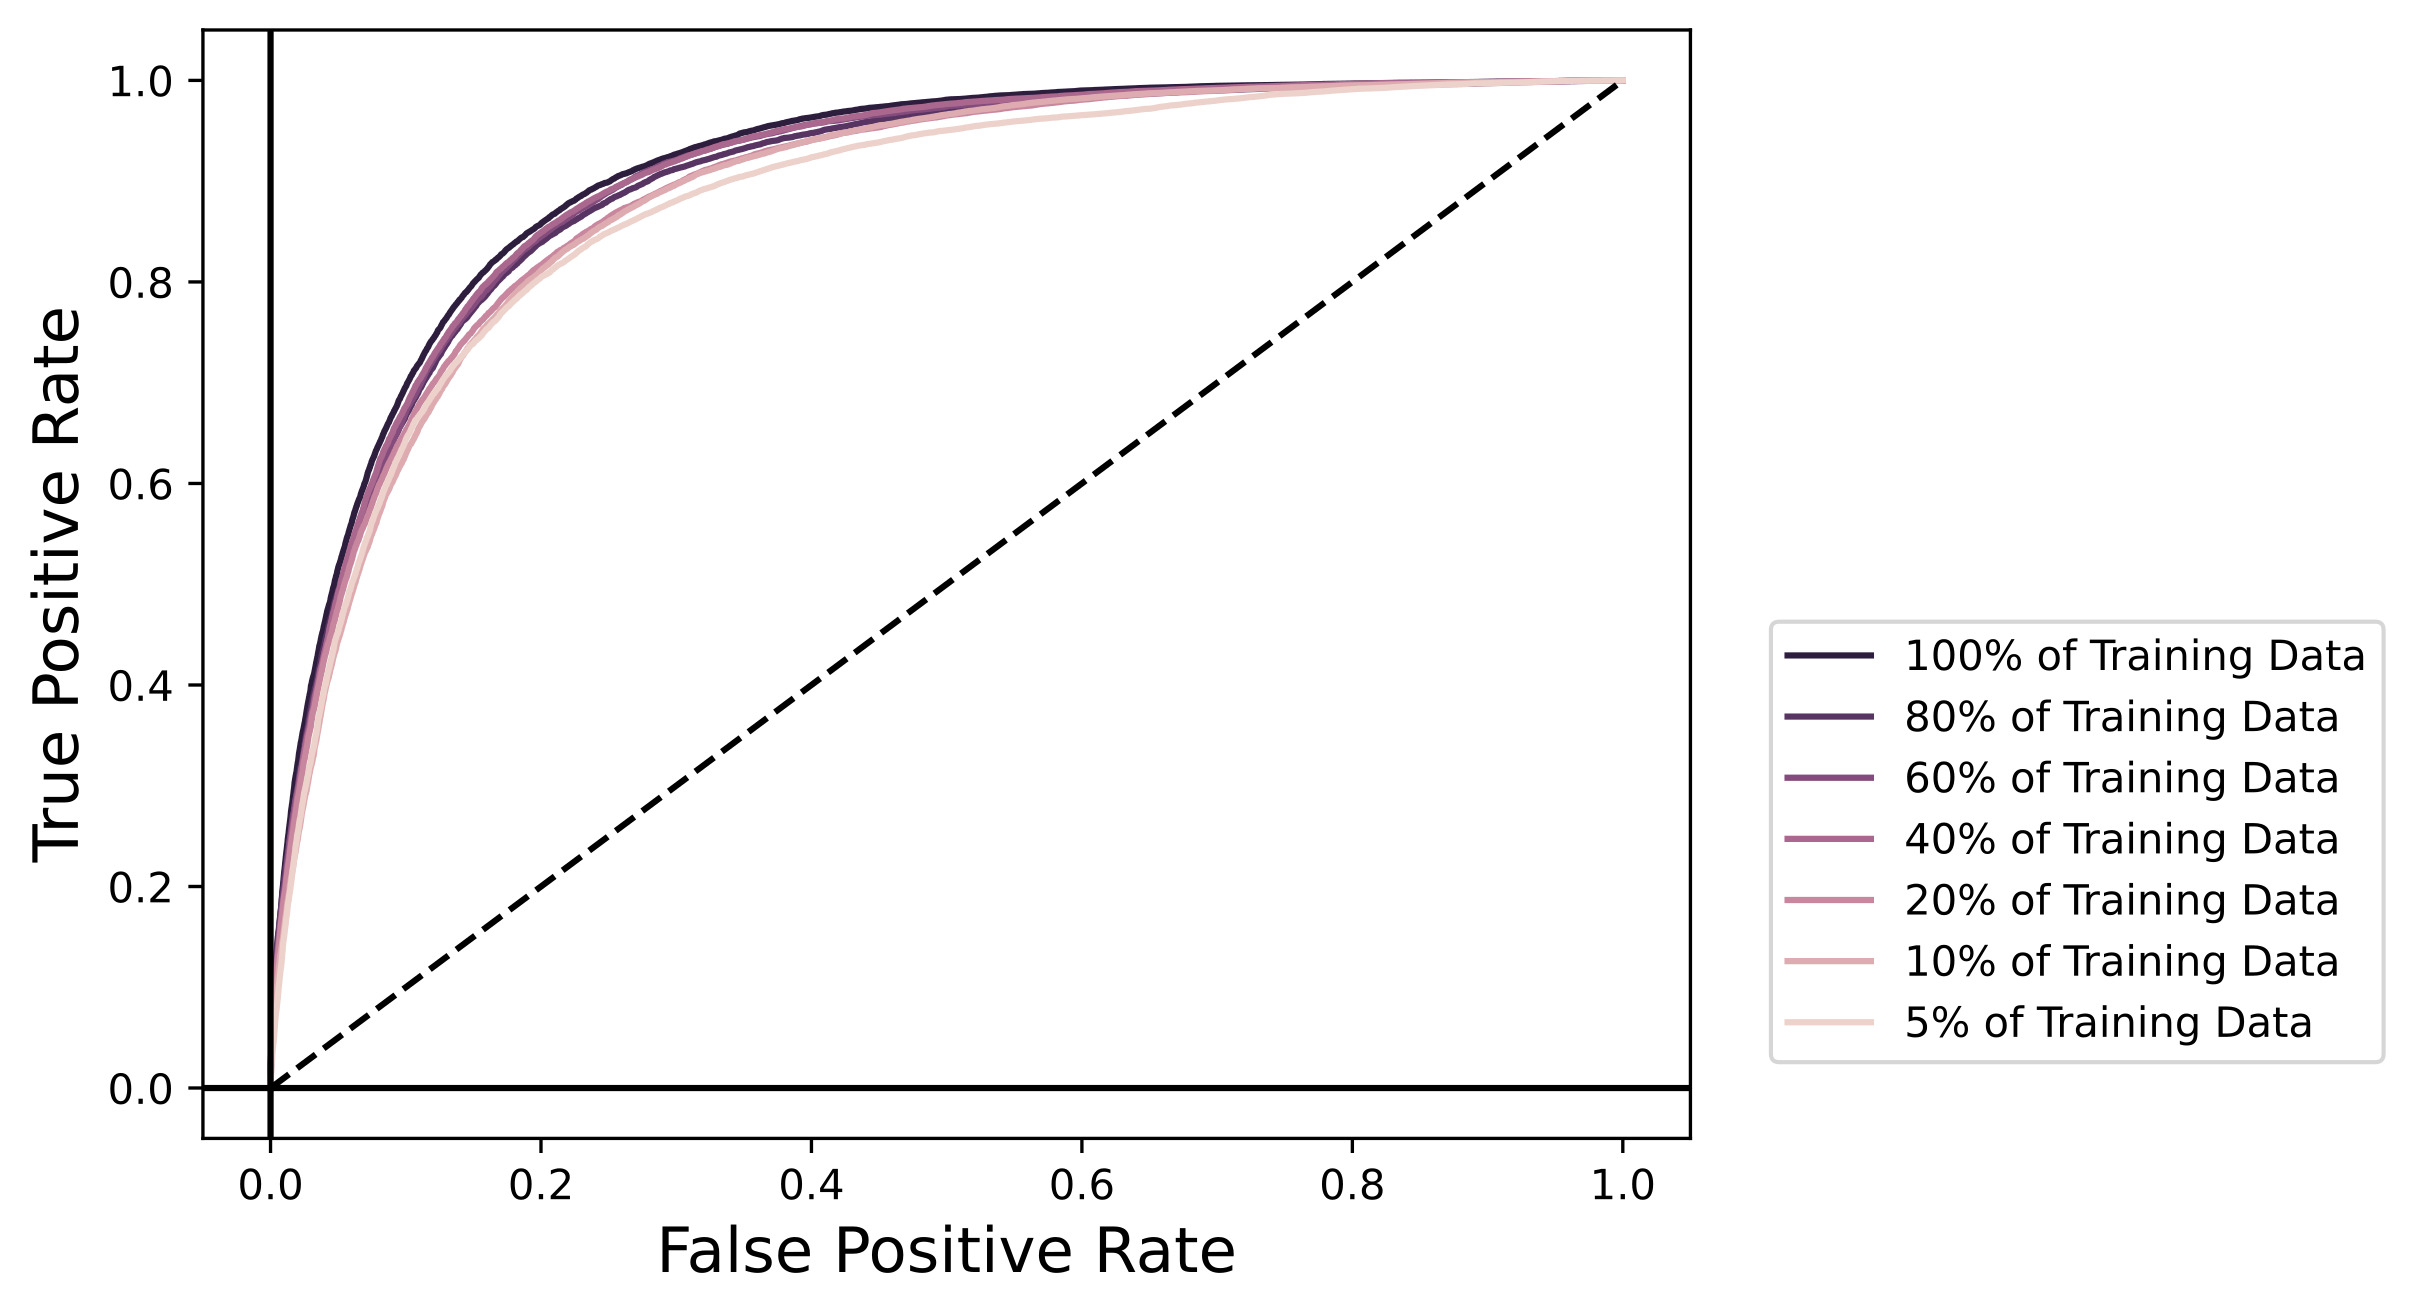 True Positive Rate
1.0
0.8
0.6
0.4
0.2
0.0
0.0 0.2 0.4 0.6 0.8 1.0
False Positive Rate
100% of Training Data
80% of Training Data
60% of Training Data
40% of Training Data
20% of Training Data
10% of Training Data
5% of Training Data